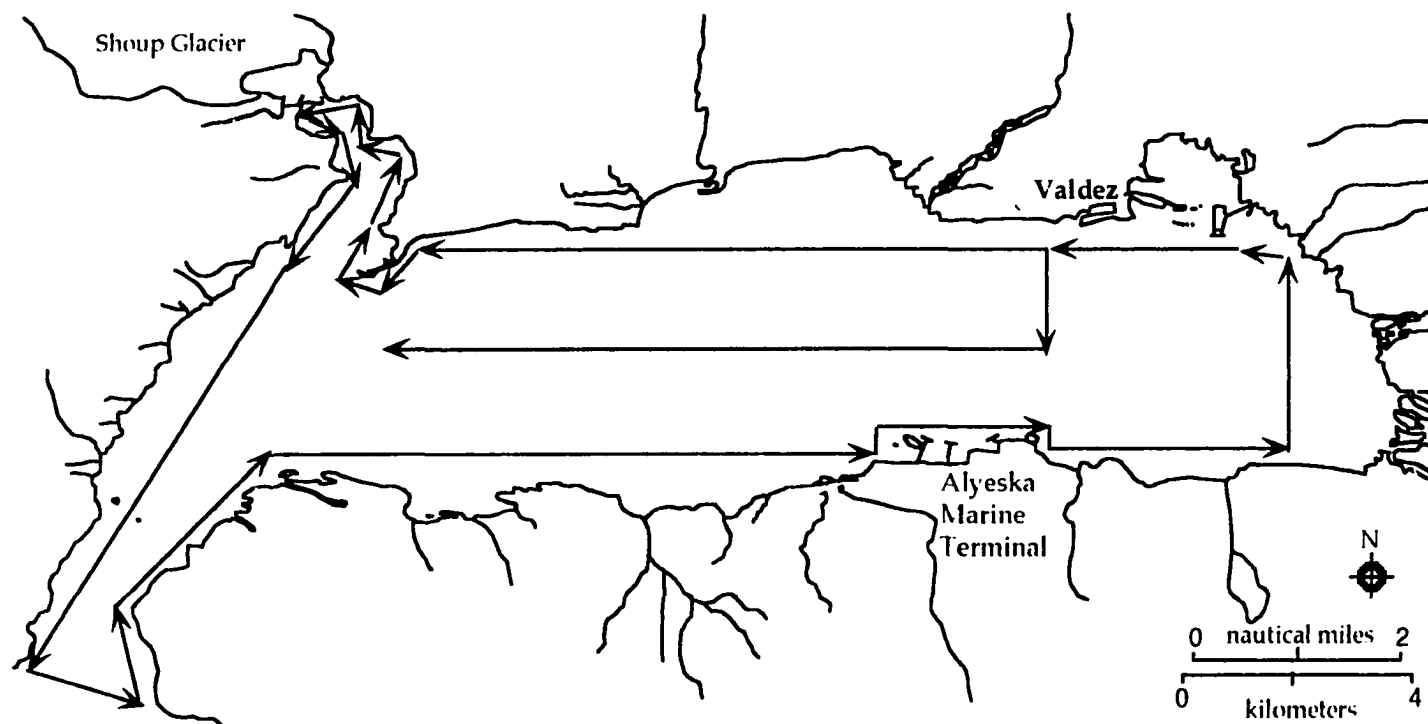 Shoup Glacier
Valdez
Alyeska
Marine
Terminal
N
0 nautical miles 2
0 kilometers 4